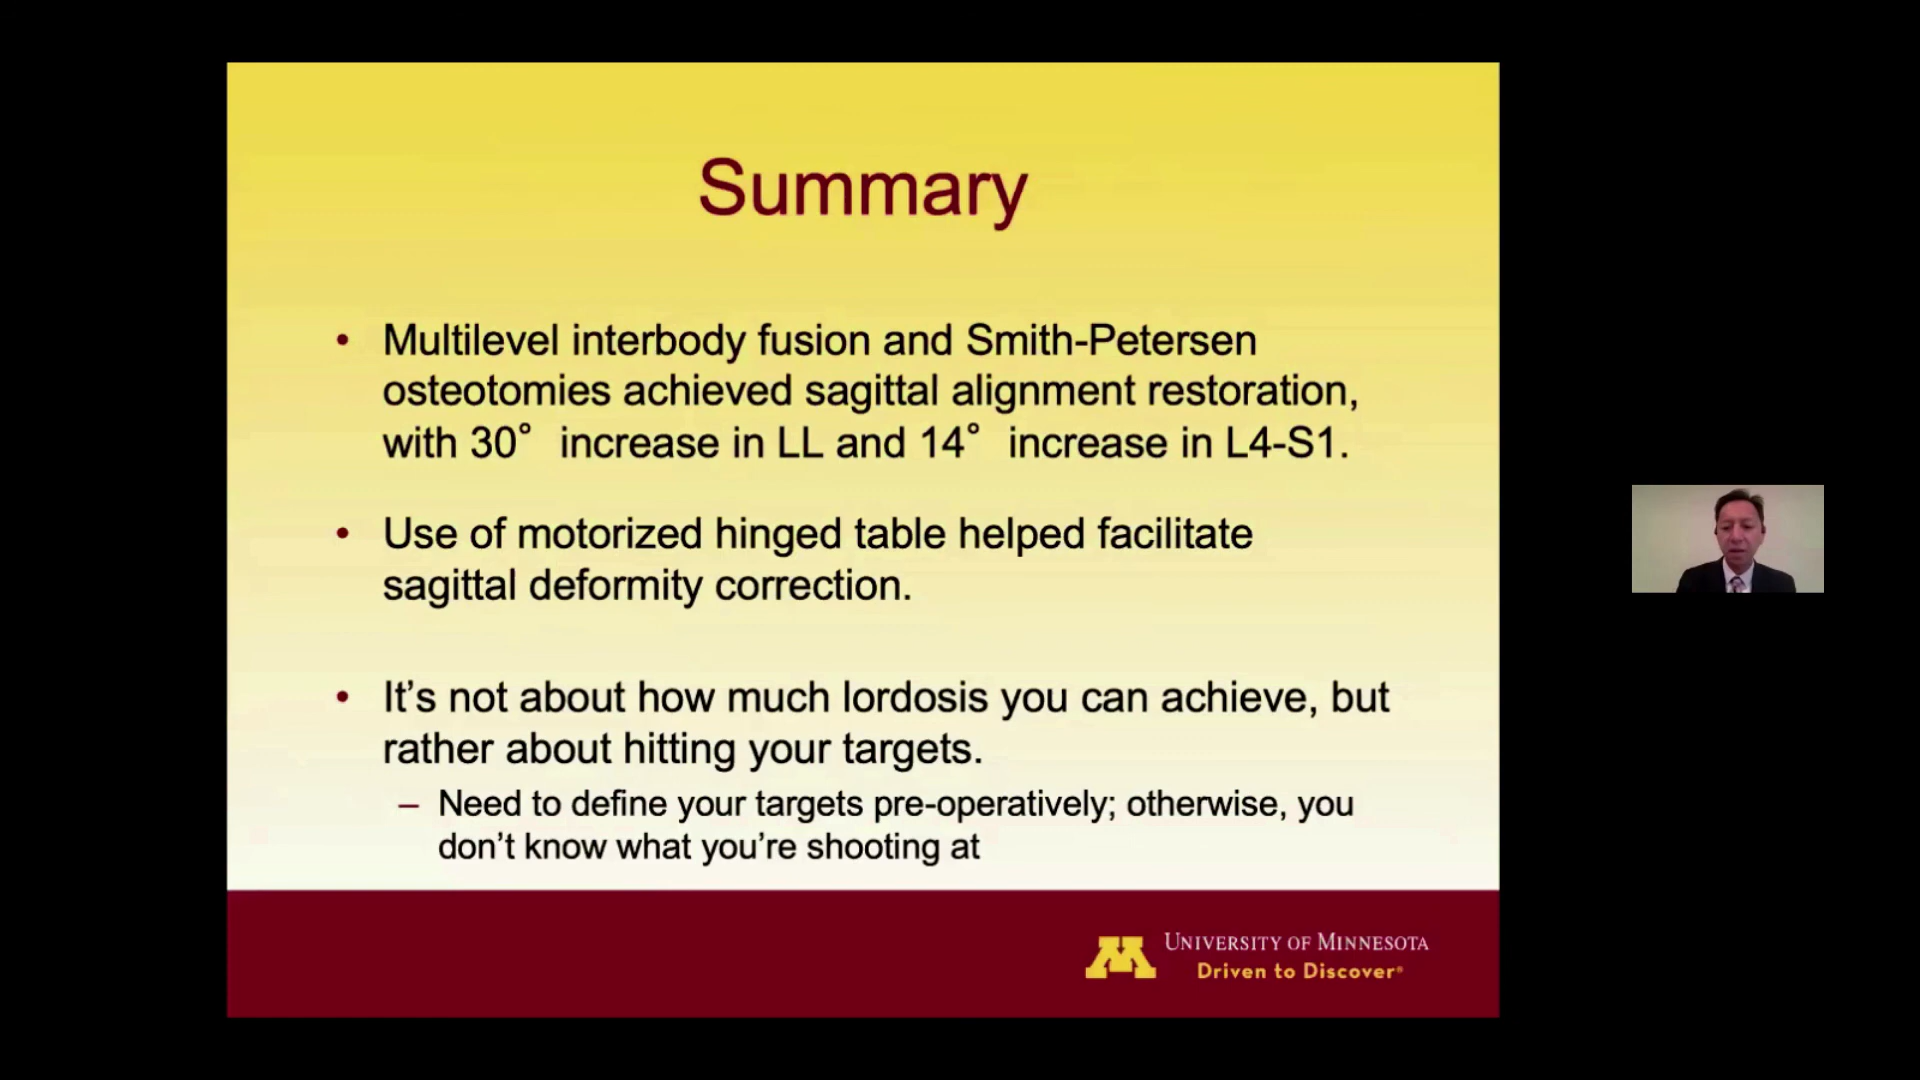 Summary
• Multilevel interbody fusion and Smith-Petersen
osteotomies achieved sagittal alignment restoration,
with 30° increase in LL and 14° increase in L4-S1.
• Use of motorized hinged table helped facilitate
sagittal deformity correction.
• It’s not about how much lordosis you can achieve, but
rather about hitting your targets.
– Need to define your targets pre-operatively; otherwise, you
don’t know what you’re shooting at
M
UNIVERSITY OF MINNESOTA
Driven to Discover®